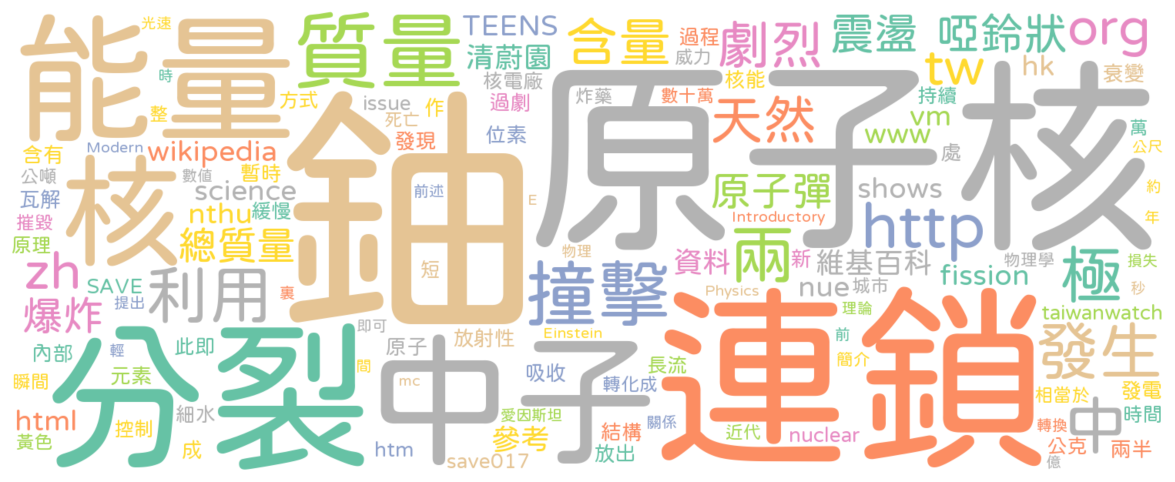 光速
能量
時
質量
TEENS
清蔚園
核電廠
含量
過程
威力
劇烈
震盪
啞鈴狀
org
tw
hk
衰變
整
方式
issue
死亡
過劇
作
炸藥
數十萬
核能
持續
原子核
含有
Modern
wikipedia
發現
位素
天然
www
vm
萬
公尺
公噸
核
數值
暫時
science
鈾
前述
E
原子彈
shows
處
約
瓦解
摧毀
nthu
緩慢
Introductory
http
年
原理
總質量
物理
兩
新
維基百科
物理學
極
損失
zh
SAVE
提出
利用
裏
短
撞擊
資料
nue
城市
fission
秒
爆炸
Physics
理論
taiwanwatch
內部
輕
分裂
此即
即可
原子
放射性
Einstein
連鎖
前
簡介
發生
瞬間
元素
間
mc
中子
吸收
轉化成
長流
相當於
發電
html
細水
愛因斯坦
關係
時間
黃色
控制
參考
結構
近代
nuclear
轉換
中
成
htm
save017
放出
公克
兩半
億